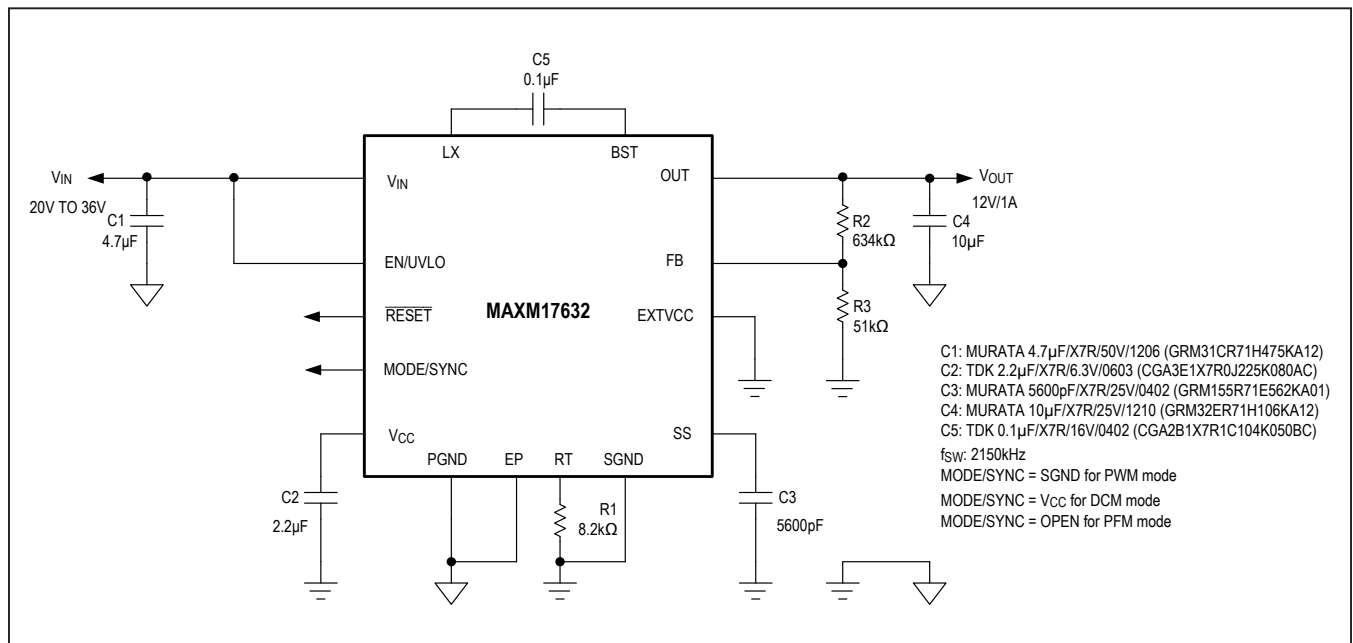 C5
0.1µF
LX
BST
VIN
20V TO 36V
C1
4.7µF
VIN
OUT
VOUT
12V/1A
R2
634kΩ
C4
10µF
EN/UVLO
FB
RESET
MAXM17632
EXTVCC
R3
51kΩ
MODE/SYNC
VCC
SS
PGND
EP
RT
SGND
C2
2.2µF
R1
8.2kΩ
C3
5600pF
C1: MURATA 4.7µF/X7R/50V/1206 (GRM31CR71H475KA12)
C2: TDK 2.2µF/X7R/6.3V/0603 (CGA3E1X7R0J225K080AC)
C3: MURATA 5600pF/X7R/25V/0402 (GRM155R71E562KA01)
C4: MURATA 10µF/X7R/25V/1210 (GRM32ER71H106KA12)
C5: TDK 0.1µF/X7R/16V/0402 (CGA2B1X7R1C104K050BC)
fSW: 2150kHz
MODE/SYNC = SGND for PWM mode
MODE/SYNC = VCC for DCM mode
MODE/SYNC = OPEN for PFM mode